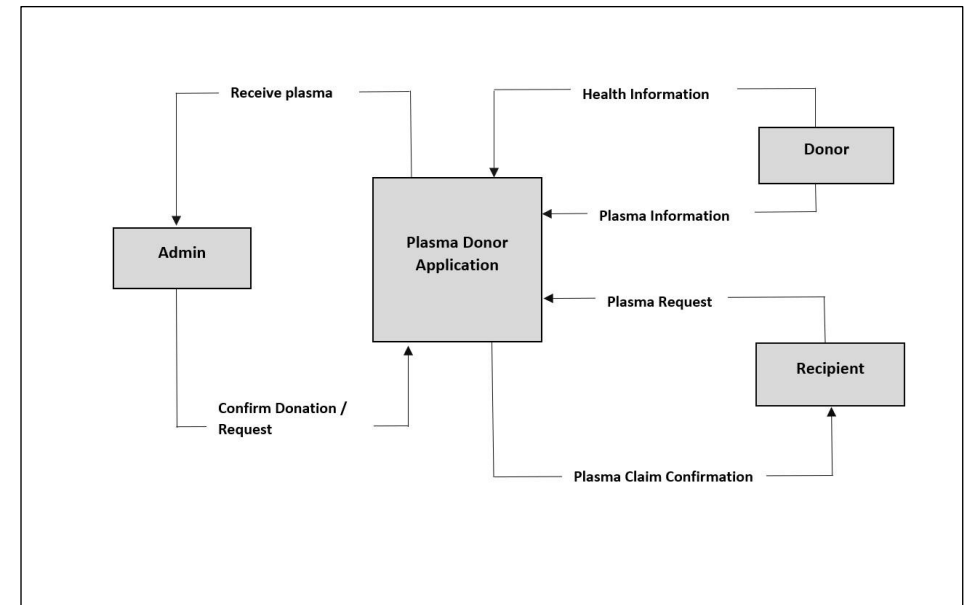 Receive plasma
Health Information
Donor
Plasma Information
Plasma Donor
Application
Admin
Plasma Request
Recipient
Confirm Donation /
Request
Plasma Claim Confirmation